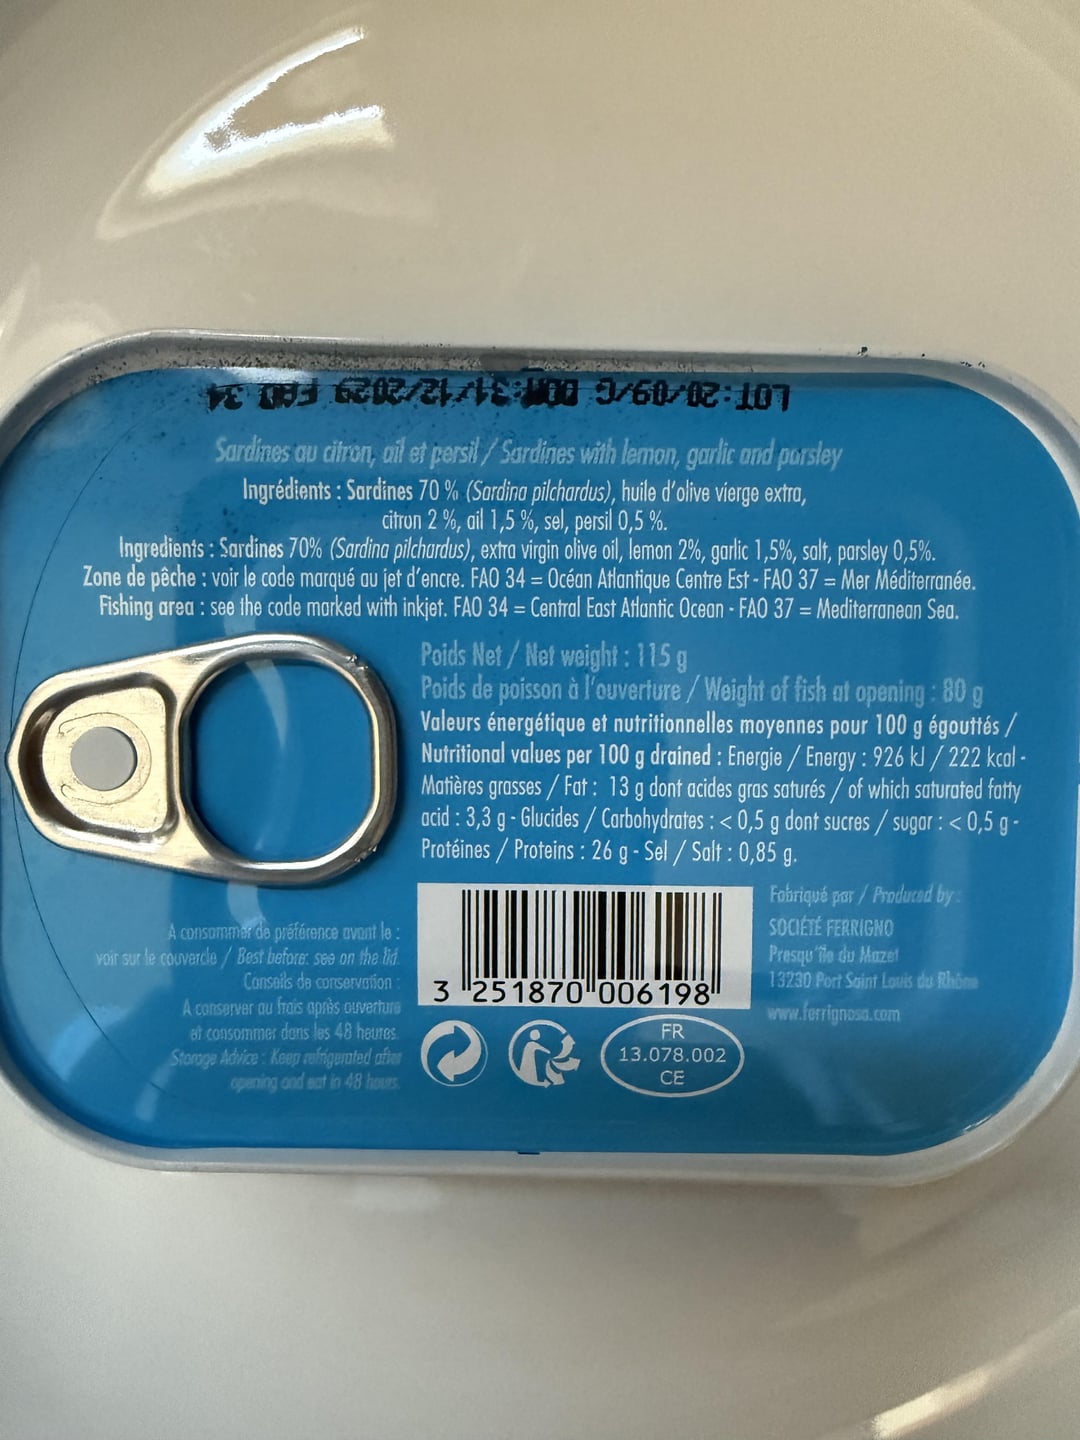 LOT:20/09/G DDM:31/12/2029 FAO 34
Sardines au citron, ail et persil / Sardines with lemon, garlic and parsley
Ingrédients : Sardines 70 % (Sardina pilchardus), huile d'olive vierge extra,
citron 2 %, ail 1,5 %, sel, persil 0,5 %.
Ingredients : Sardines 70% (Sardina pilchardus), extra virgin olive oil, lemon 2%, garlic 1,5%, salt, parsley 0,5%.
Zone de pêche : voir le code marqué au jet d'encre. FAO 34 = Océan Atlantique Centre Est - FAO 37 = Mer Méditerranée.
Fishing area : see the code marked with inkjet. FAO 34 = Central East Atlantic Ocean - FAO 37 = Mediterranean Sea.
Poids Net / Net weight : 115 g
Poids de poisson à l'ouverture / Weight of fish at opening : 80 g
Valeurs énergétique et nutritionnelles moyennes pour 100 g égouttés /
Nutritional values per 100 g drained : Energie / Energy : 926 kJ / 222 kcal -
Matières grasses / Fat : 13 g dont acides gras saturés / of which saturated fatty
acid : 3,3 g - Glucides / Carbohydrates : < 0,5 g dont sucres / sugar : < 0,5 g -
Protéines / Proteins : 26 g - Sel / Salt : 0,85 g.
A consommer de préférence avant le :
voir sur le couvercle / Best before: see on the lid.
Conseils de conservation :
A conserver au frais après ouverture
et consommer dans les 48 heures.
Storage Advice : Keep refrigerated after
opening and eat in 48 hours.
3 251870 006198
FR
13.078.002
CE
Fabriqué par / Produced by :
SOCIÉTÉ FERRIGNO
Presqu'île du Mazet
13230 Port Saint Louis du Rhône
www.ferrignosa.com